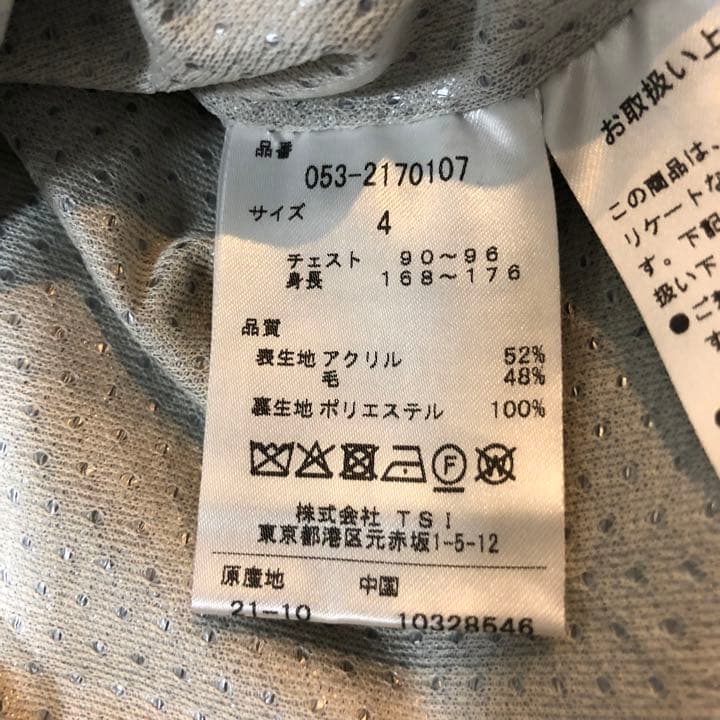 品番
053-2170107
サイズ
4
チェスト 90～96
身長 168～176
品質
表生地 アクリル 52%
毛 48%
裏生地 ポリエステル 100%
F
W
株式会社 TSI
東京都港区元赤坂1-5-12
原産地 中国
21-10 10328546
お取扱い上
この商品は、
リケートな
す。下記
扱い下